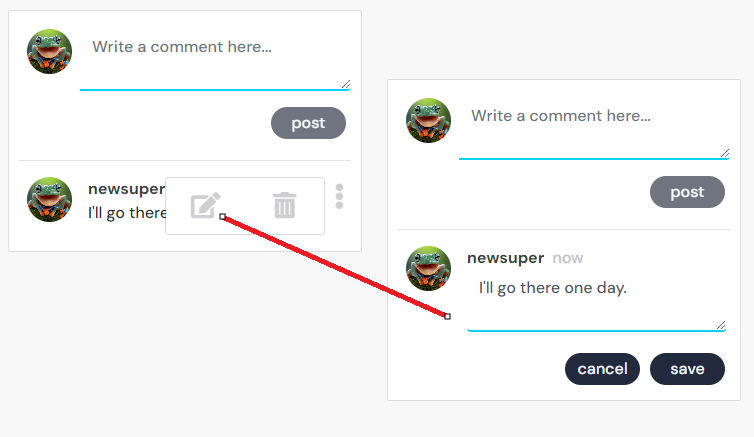 Write a comment here...
post
newsuper
I'll go there
Write a comment here...
post
newsuper now
I'll go there one day.
cancel save